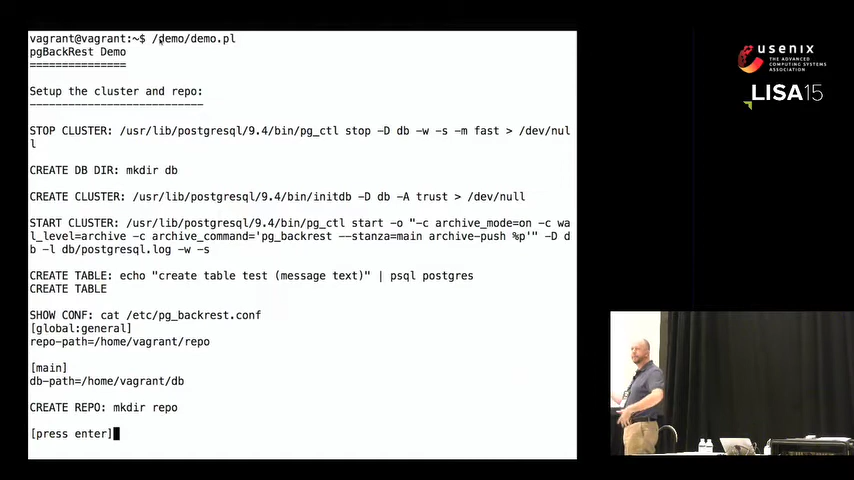 vagrant@vagrant:~$ /demo/demo.pl
pgBackRest Demo
===============
Setup the cluster and repo:
---------------------------
STOP CLUSTER: /usr/lib/postgresql/9.4/bin/pg_ctl stop -D db -w -s -m fast > /dev/nul
l
CREATE DB DIR: mkdir db
CREATE CLUSTER: /usr/lib/postgresql/9.4/bin/initdb -D db -A trust > /dev/null
START CLUSTER: /usr/lib/postgresql/9.4/bin/pg_ctl start -o "-c archive_mode=on -c wa
l_level=archive -c archive_command='pg_backrest --stanza=main archive-push %p'" -D d
b -l db/postgresql.log -w -s
CREATE TABLE: echo "create table test (message text)" | psql postgres
CREATE TABLE
SHOW CONF: cat /etc/pg_backrest.conf
[global:general]
repo-path=/home/vagrant/repo
[main]
db-path=/home/vagrant/db
CREATE REPO: mkdir repo
[press enter]
usenix
THE ADVANCED
COMPUTING SYSTEMS
ASSOCIATION
LISA15